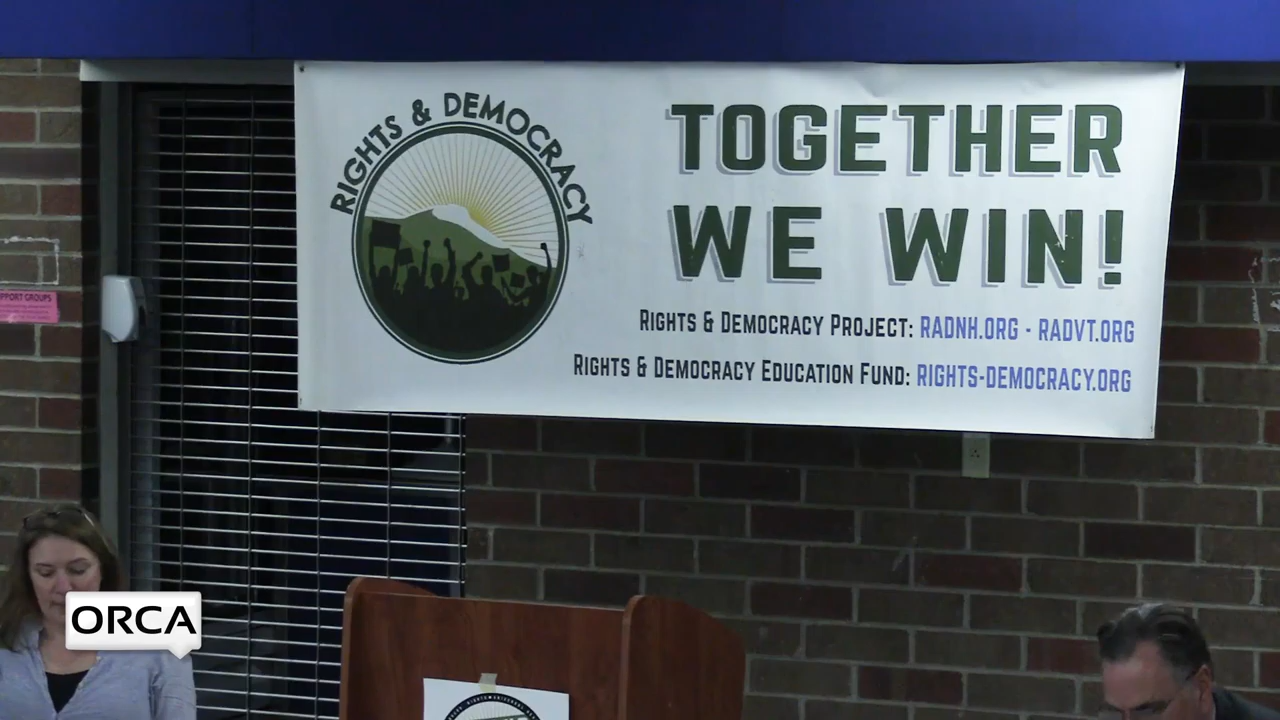 RIGHTS & DEMOCRACY
TOGETHER
WE WIN!
RIGHTS & DEMOCRACY PROJECT: RADNH.ORG - RADVT.ORG
RIGHTS & DEMOCRACY EDUCATION FUND: RIGHTS-DEMOCRACY.ORG
PPORT GROUPS
ORCA